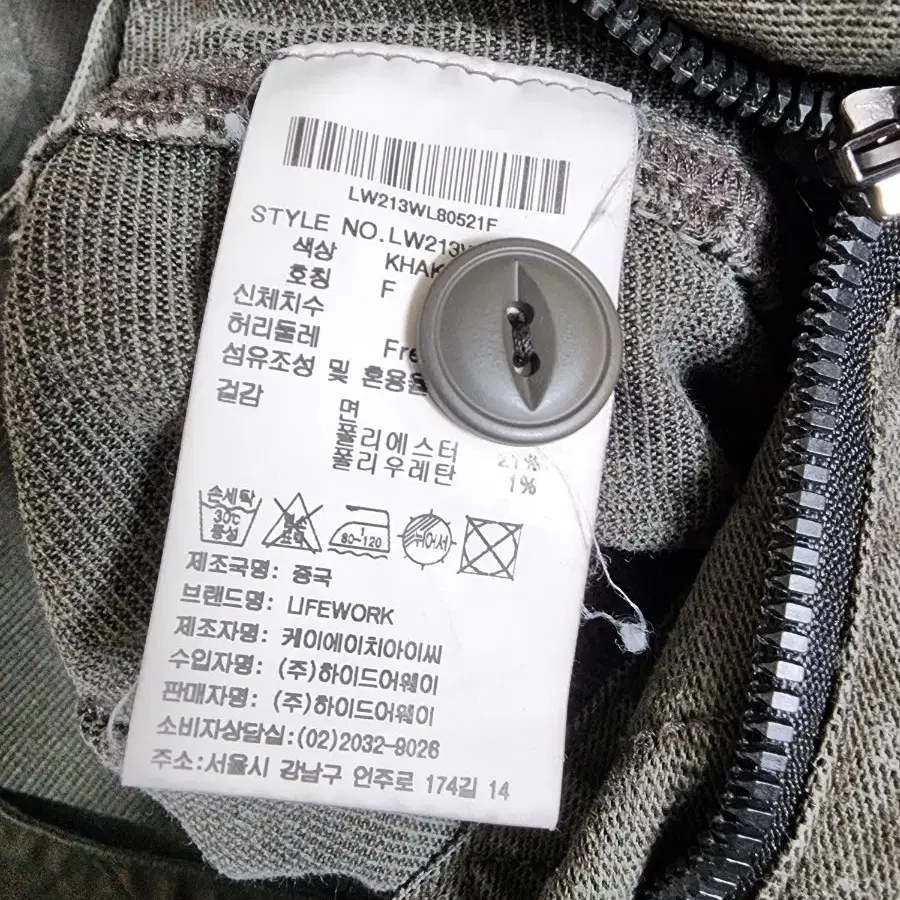 LW213WL80521F
STYLE NO.LW213
색상 KHAK
호칭 F
신체치수
허리둘레 Fre
섬유조성 및 혼용율
겉감 면
폴리에스터 21%
폴리우레탄 1%
손세탁 30℃ 중성
80-120
뉘어서
제조국명: 중국
브랜드명: LIFEWORK
제조자명: 케이에이치아이씨
수입자명: (주)하이드어웨이
판매자명: (주)하이드어웨이
소비자상담실:(02)2032-9026
주소:서울시 강남구 언주로 174길 14